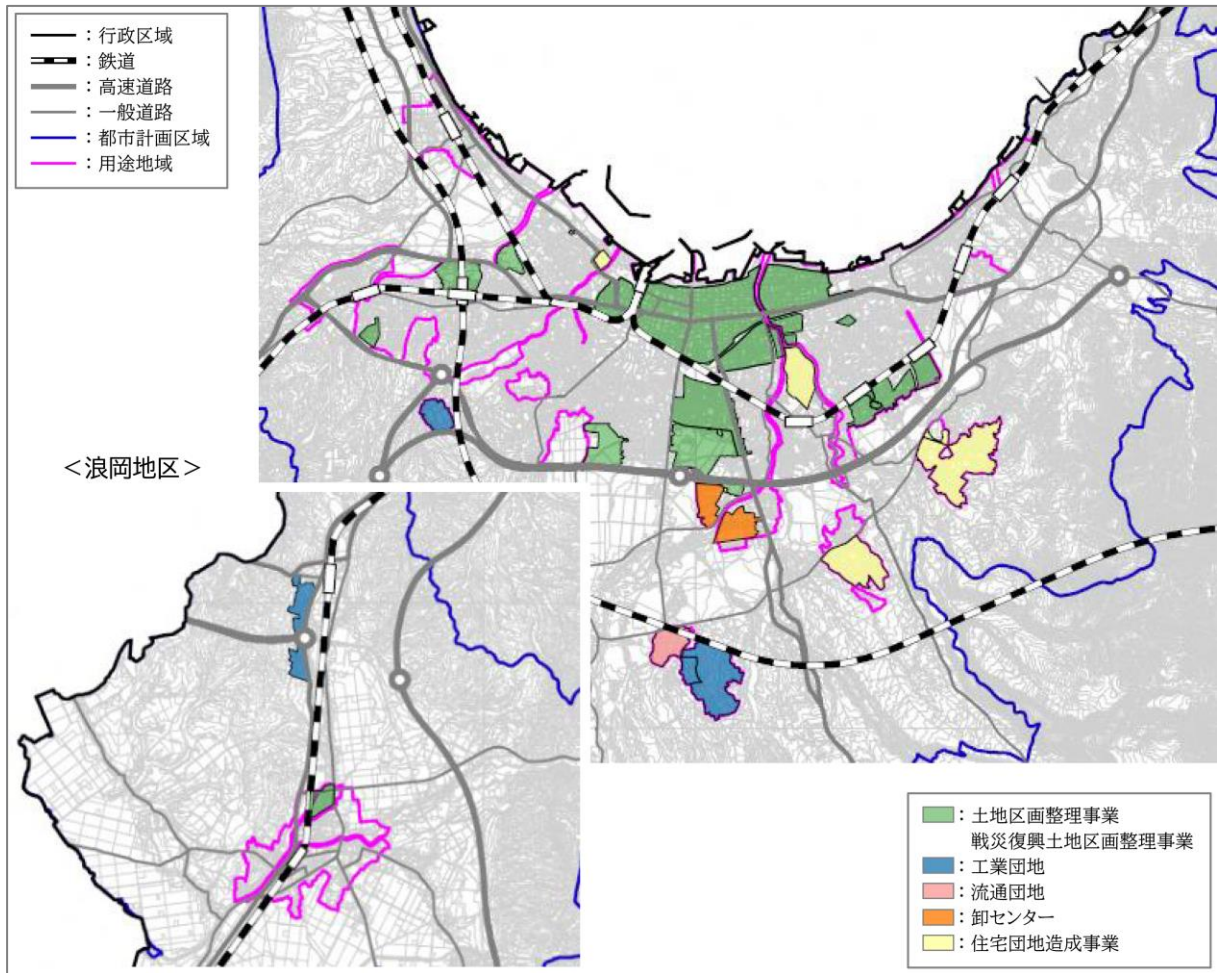 ：行政区域
：鉄道
：高速道路
：一般道路
：都市計画区域
：用途地域
＜浪岡地区＞
：土地区画整理事業
戦災復興土地区画整理事業
：工業団地
：流通団地
：卸センター
：住宅団地造成事業